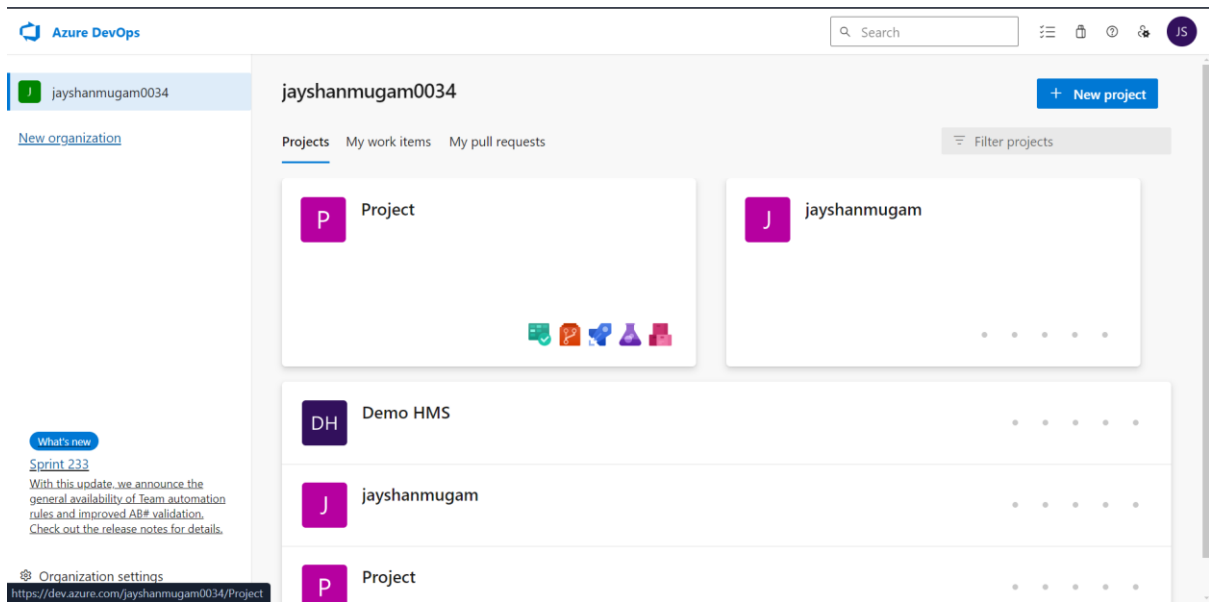 Azure DevOps
Search
JS
J jayshanmugam0034
New organization
jayshanmugam0034
+ New project
Projects My work items My pull requests
Filter projects
P Project
J jayshanmugam
DH Demo HMS
J jayshanmugam
P Project
What's new
Sprint 233
With this update, we announce the
general availability of Team automation
rules and improved AB# validation.
Check out the release notes for details.
Organization settings
https://dev.azure.com/jayshanmugam0034/Project